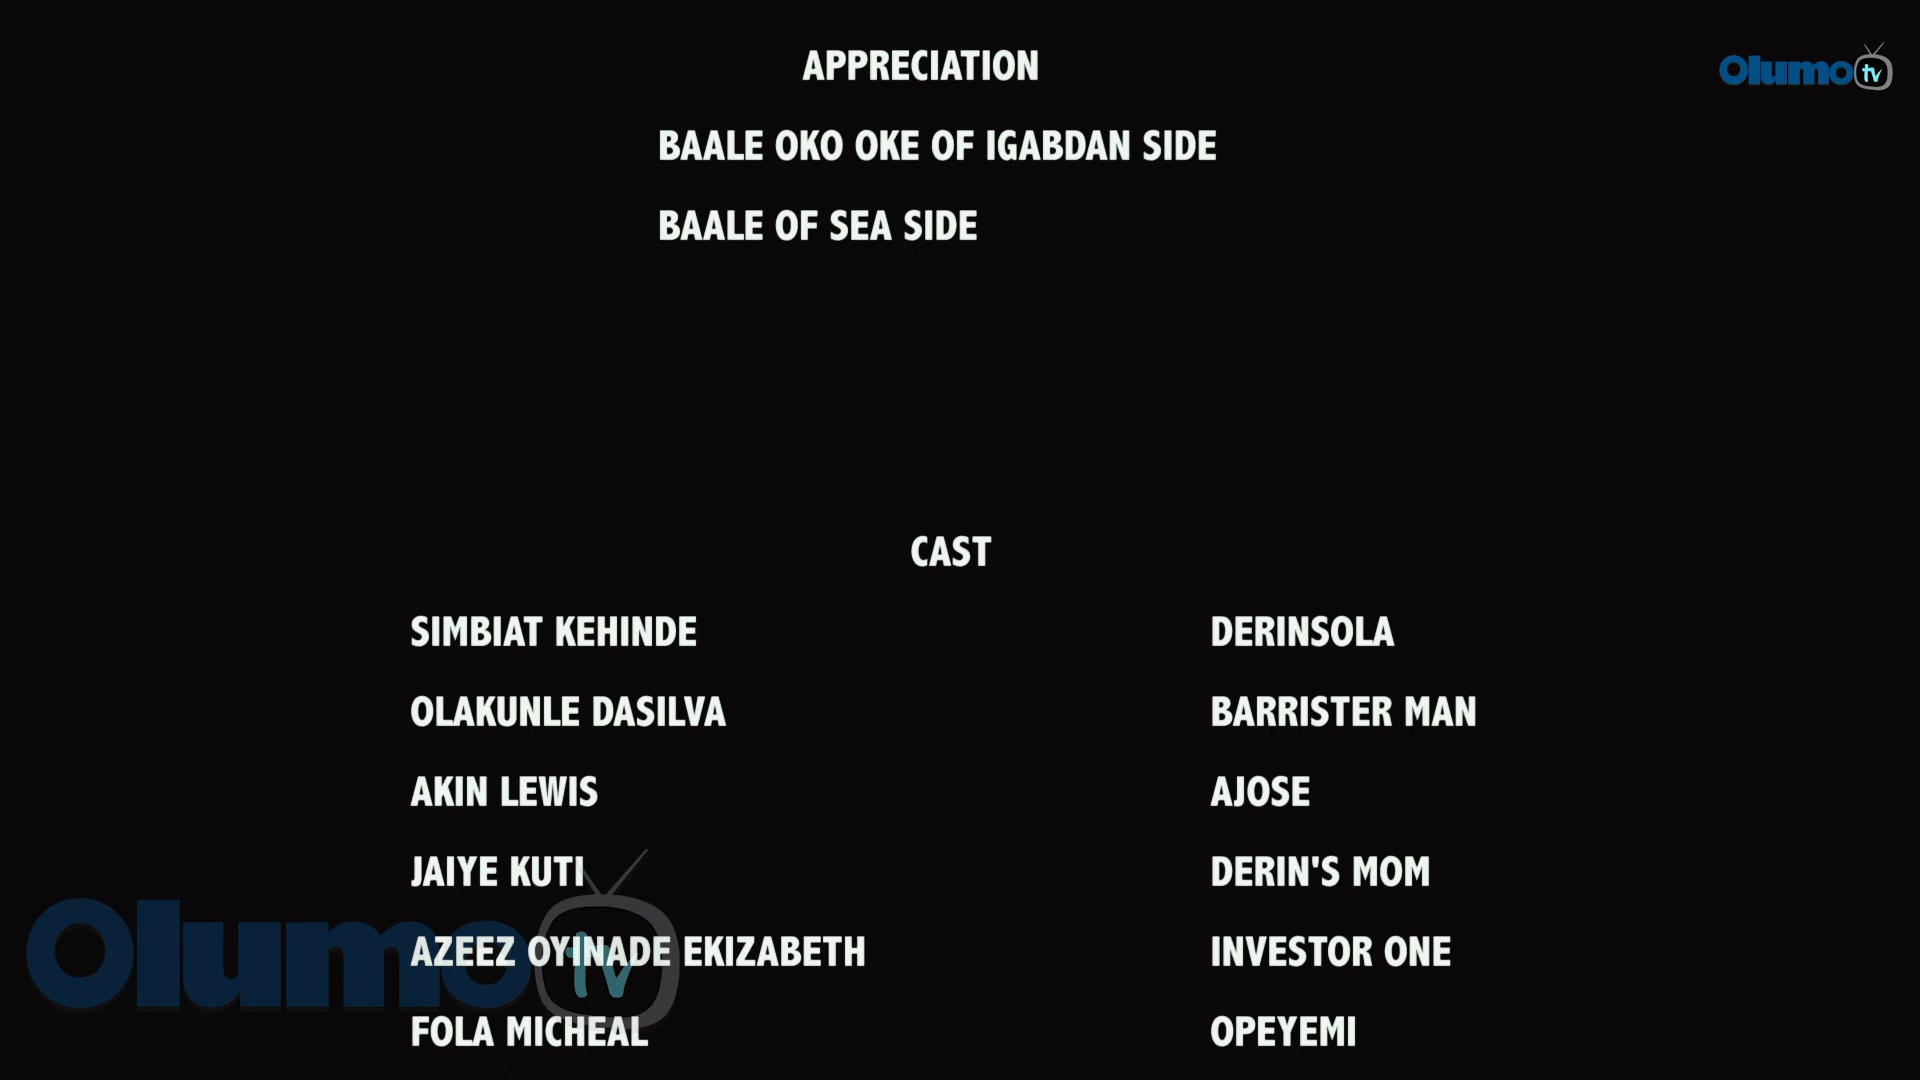 APPRECIATION
Olumo tv
BAALE OKO OKE OF IGABDAN SIDE
BAALE OF SEA SIDE
CAST
SIMBIAT KEHINDE DERINSOLA
OLAKUNLE DASILVA BARRISTER MAN
AKIN LEWIS AJOSE
JAIYE KUTI DERIN'S MOM
AZEEZ OYINADE EKIZABETH INVESTOR ONE
FOLA MICHEAL OPEYEMI
Olumo tv